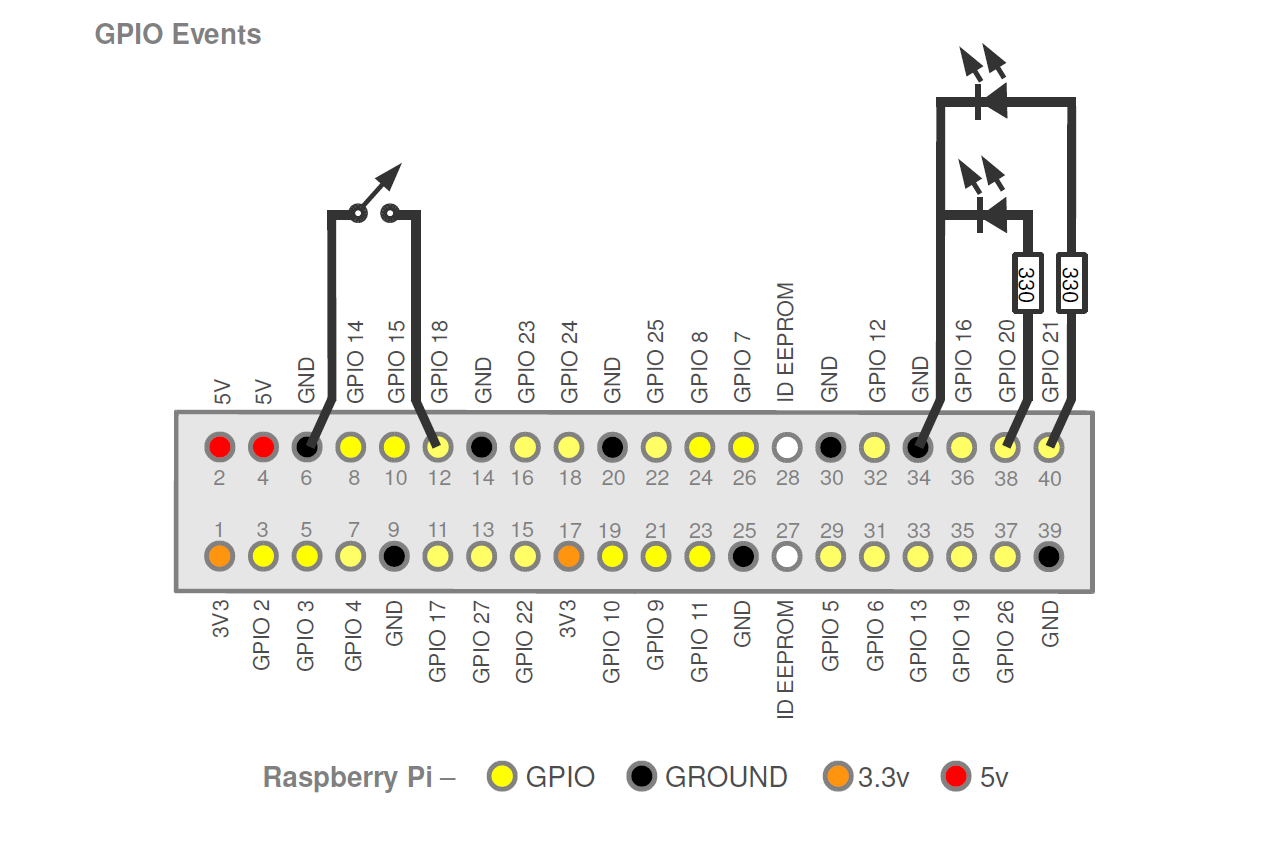 GPIO Events
330 330
5V 5V GND GPIO 14 GPIO 15 GPIO 18 GND GPIO 23 GPIO 24 GND GPIO 25 GPIO 8 GPIO 7 ID EEPROM GND GPIO 12 GND GPIO 16 GPIO 20 GPIO 21
2 4 6 8 10 12 14 16 18 20 22 24 26 28 30 32 34 36 38 40
1 3 5 7 9 11 13 15 17 19 21 23 25 27 29 31 33 35 37 39
3V3 GPIO 2 GPIO 3 GPIO 4 GND GPIO 17 GPIO 27 GPIO 22 3V3 GPIO 10 GPIO 9 GPIO 11 GND ID EEPROM GPIO 5 GPIO 6 GPIO 13 GPIO 19 GPIO 26 GND
Raspberry Pi – GPIO GROUND 3.3v 5v